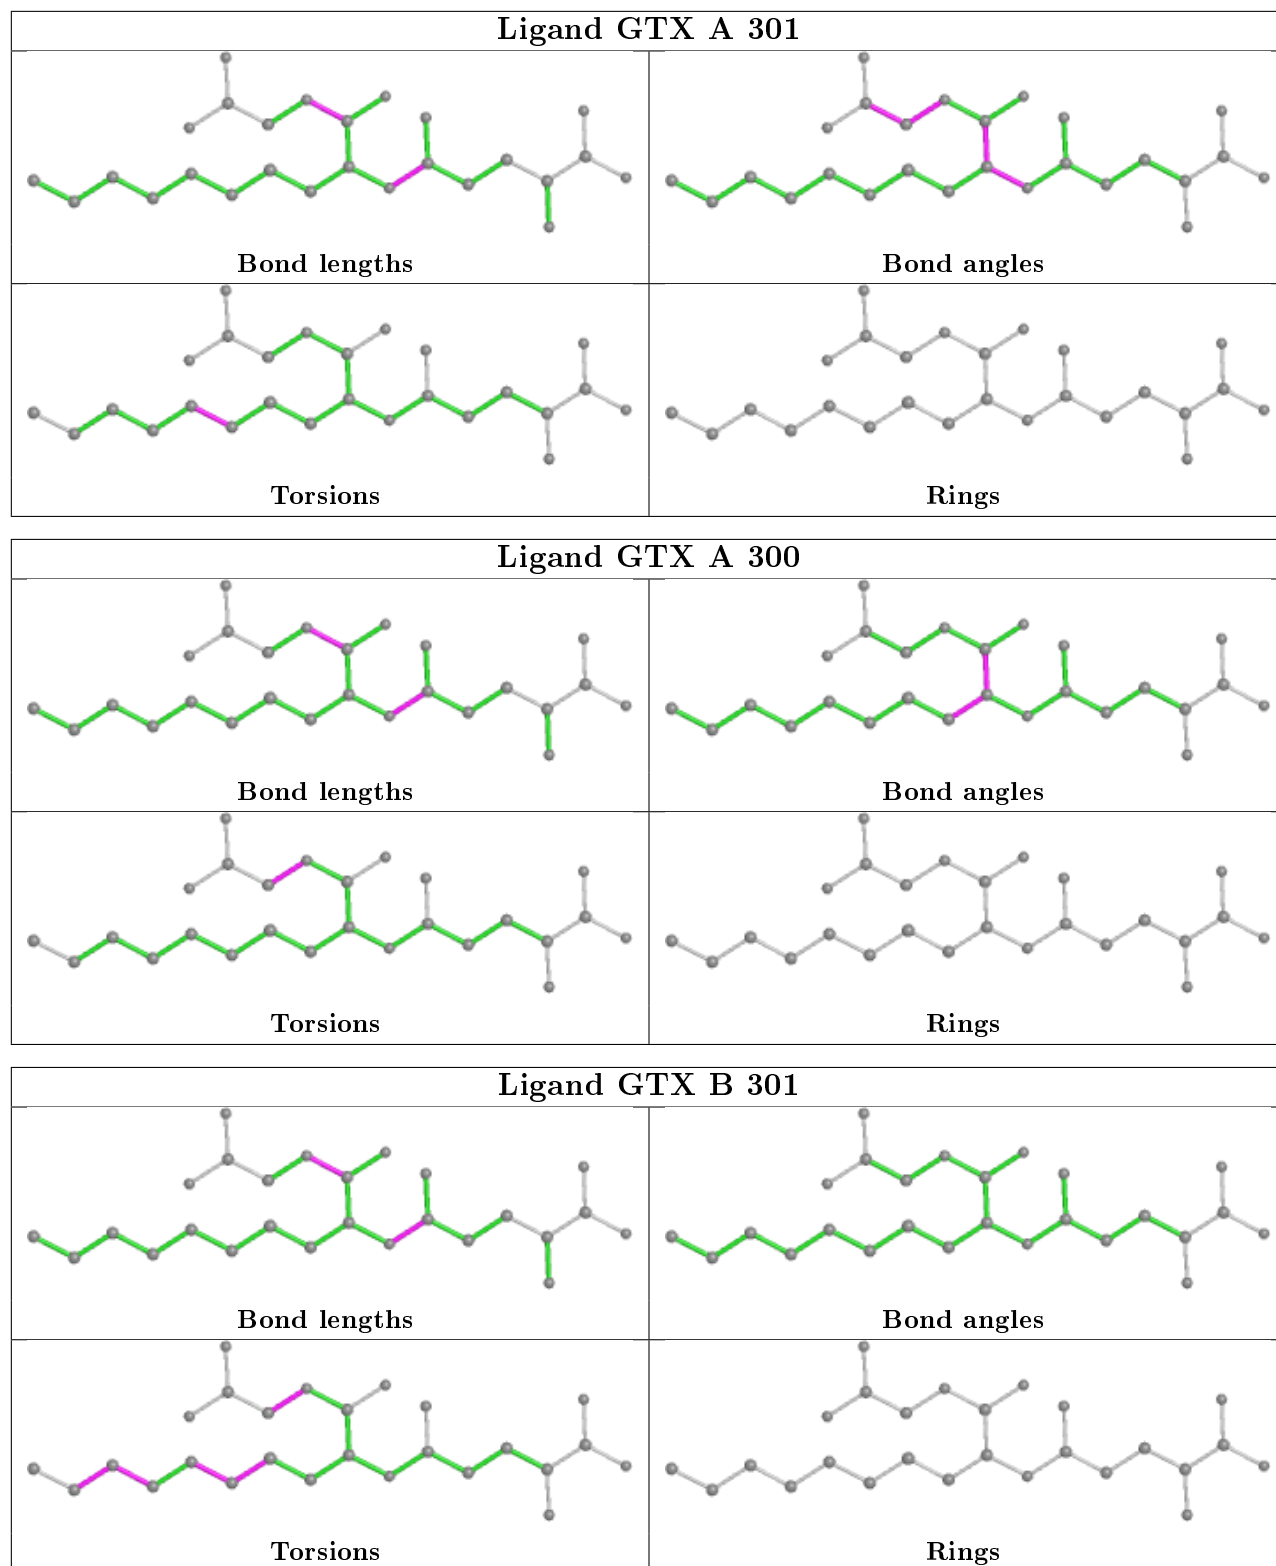 Ligand GTX A 301
Bond lengths
Bond angles
Torsions
Rings
Ligand GTX A 300
Bond lengths
Bond angles
Torsions
Rings
Ligand GTX B 301
Bond lengths
Bond angles
Torsions
Rings